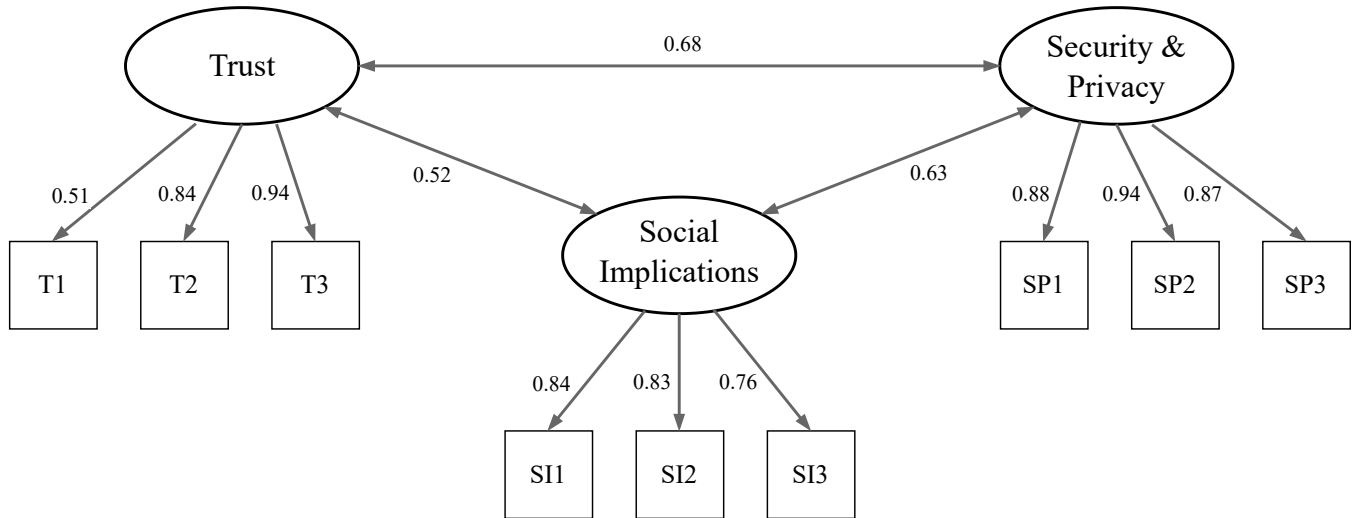 0.68
Trust
Security &
Privacy
0.51
0.84
0.94
0.52
0.63
0.88
0.94
0.87
Social
Implications
T1
T2
T3
SP1
SP2
SP3
0.84
0.83
0.76
SI1
SI2
SI3